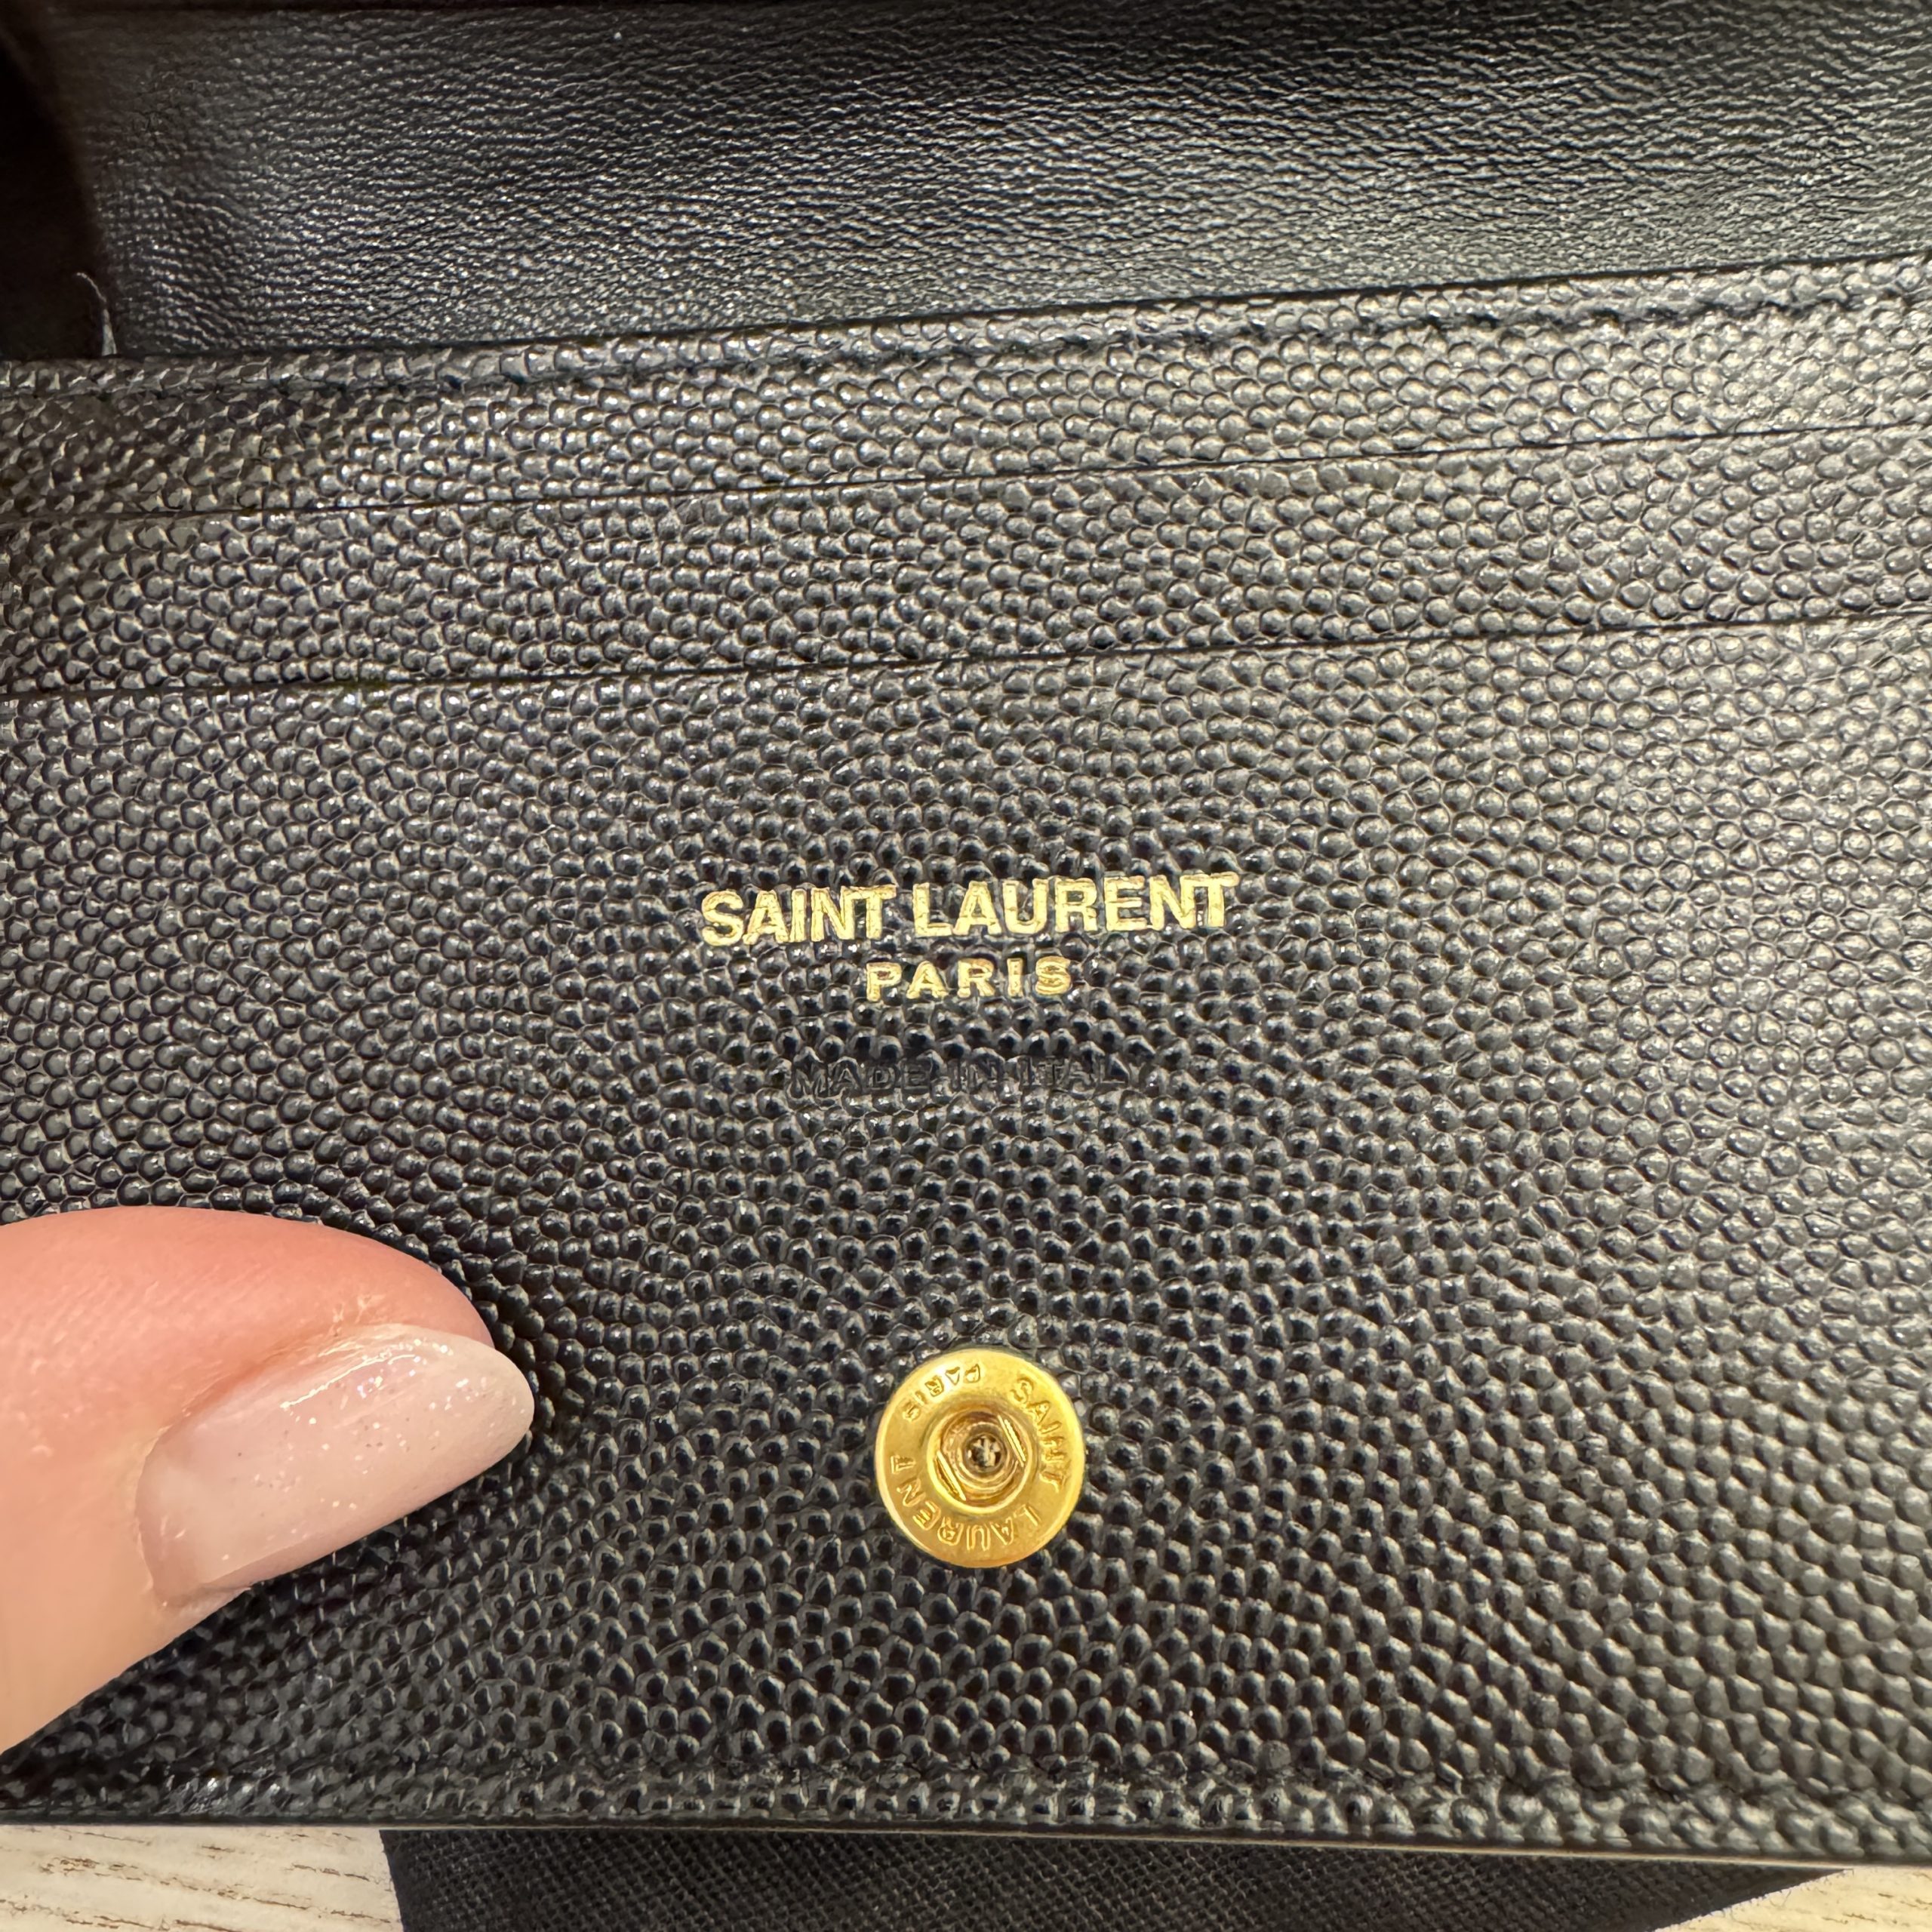 SAINT LAURENT
PARIS
MADE IN ITALY
SAINT LAURENT
PARIS